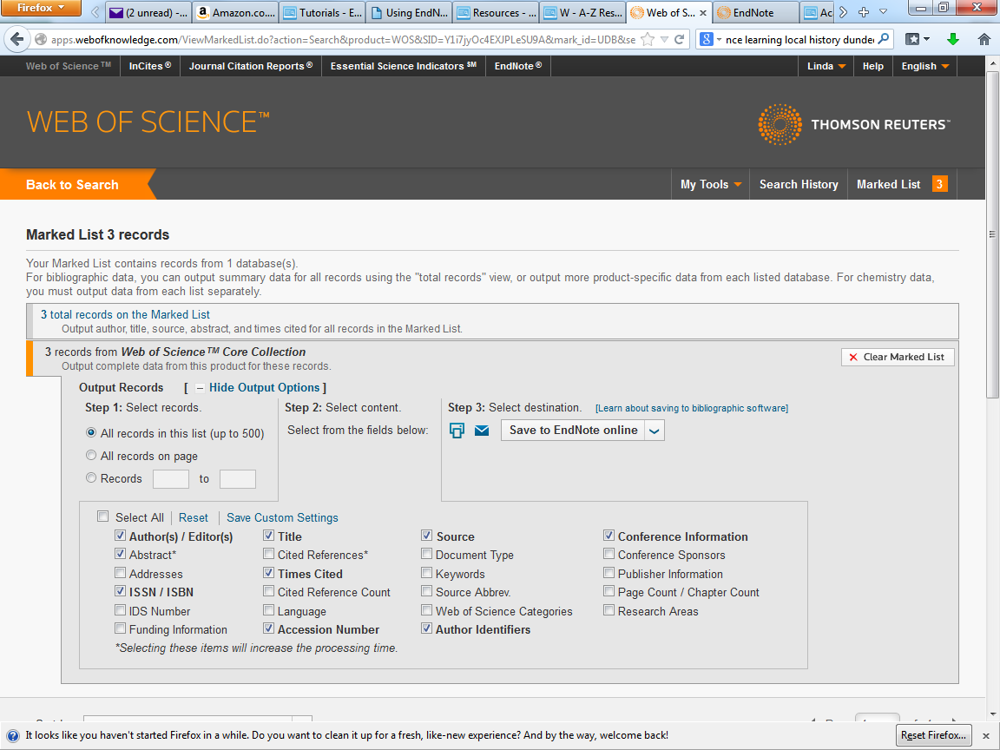 Firefox
(2 unread) -...
Amazon.co....
Tutorials - E...
Using EndN...
Resources - ...
W - A-Z Res...
Web of S...
EndNote
Ac
apps.webofknowledge.com/ViewMarkedList.do?action=Search&product=WOS&SID=Y1i7jyOc4EXJPLeSU9A&mark_id=UDB&se
nce learning local history dunde
Web of Science™ InCites® Journal Citation Reports® Essential Science Indicators℠ EndNote® Linda Help English
WEB OF SCIENCE™
THOMSON REUTERS™
Back to Search My Tools Search History Marked List 3
Marked List 3 records
Your Marked List contains records from 1 database(s).
For bibliographic data, you can output summary data for all records using the "total records" view, or output more product-specific data from each listed database. For chemistry data,
you must output data from each list separately.
3 total records on the Marked List
Output author, title, source, abstract, and times cited for all records in the Marked List.
3 records from Web of Science™ Core Collection
Clear Marked List
Output complete data from this product for these records.
Output Records [ – Hide Output Options ]
Step 1: Select records. Step 2: Select content. Step 3: Select destination. [Learn about saving to bibliographic software]
All records in this list (up to 500) Select from the fields below: Save to EndNote online
All records on page
Records to
Select All Reset Save Custom Settings
Author(s) / Editor(s) Title Source Conference Information
Abstract* Cited References* Document Type Conference Sponsors
Addresses Times Cited Keywords Publisher Information
ISSN / ISBN Cited Reference Count Source Abbrev. Page Count / Chapter Count
IDS Number Language Web of Science Categories Research Areas
Funding Information Accession Number Author Identifiers
*Selecting these items will increase the processing time.
It looks like you haven't started Firefox in a while. Do you want to clean it up for a fresh, like-new experience? And by the way, welcome back!
Reset Firefox...